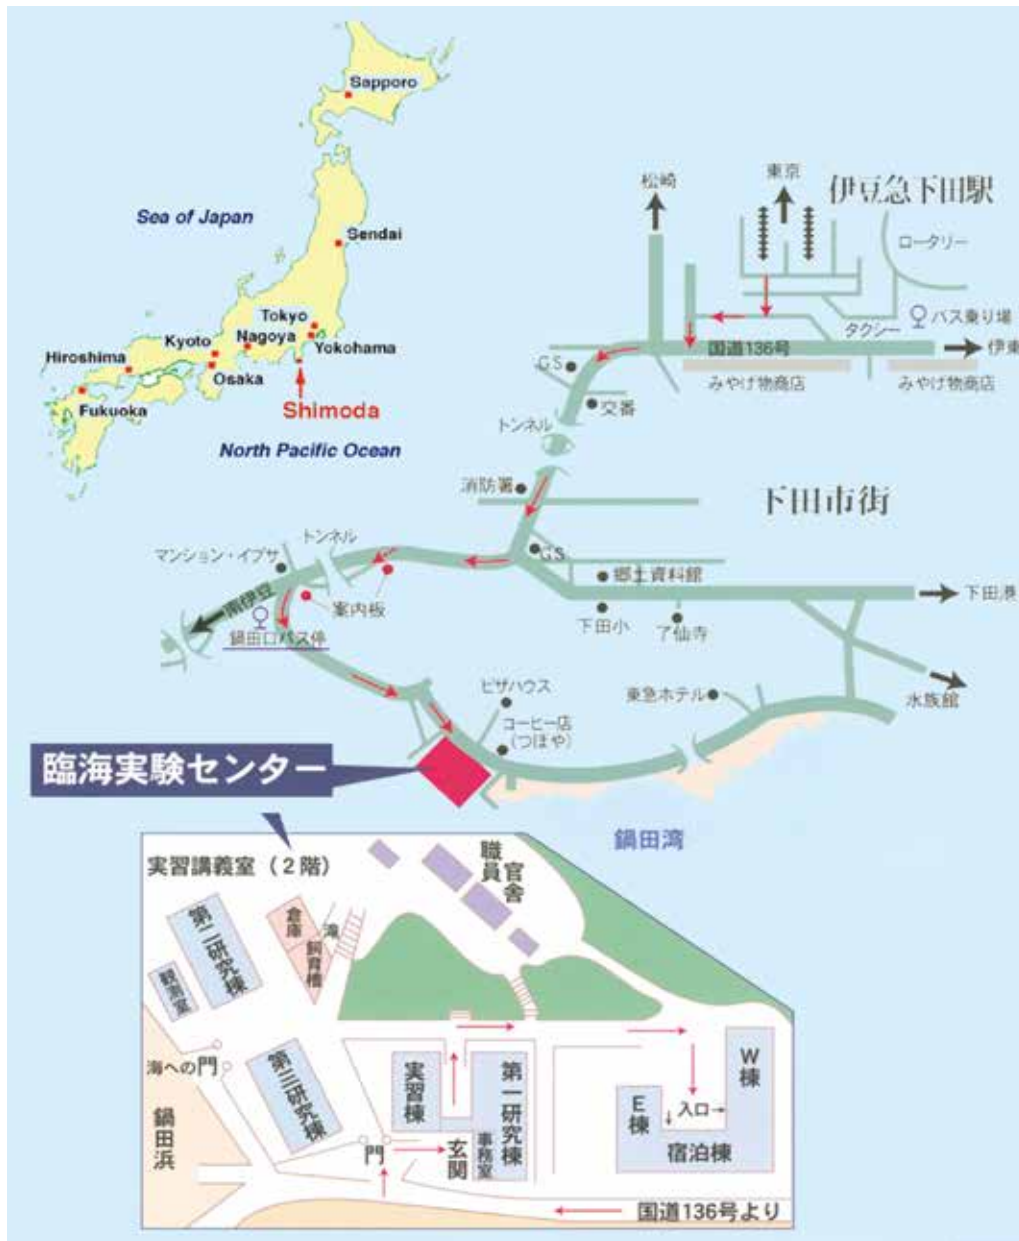 Sapporo
Sea of Japan
Sendai
Tokyo
Kyoto
Nagoya
Yokohama
Hiroshima
Osaka
Fukuoka
Shimoda
North Pacific Ocean
松崎
東京
伊豆急下田駅
ロータリー
タクシー
バス乗り場
国道136号
伊東
みやげ物商店
みやげ物商店
G.S.
交番
トンネル
消防署
下田市街
トンネル
マンション・イブサ
G.S.
郷土資料館
下田港
南伊豆
案内板
下田小
了仙寺
鍋田口バス停
ピザハウス
東急ホテル
水族館
コーヒー店
(つぼや)
臨海実験センター
鍋田湾
実習講義室(2階)
職員
官舎
第二研究棟
倉庫
滝
飼育槽
観測室
海への門
第三研究棟
実習棟
第一研究棟
W棟
E棟
入口
宿泊棟
鍋田浜
門
玄関
事務室
国道136号より